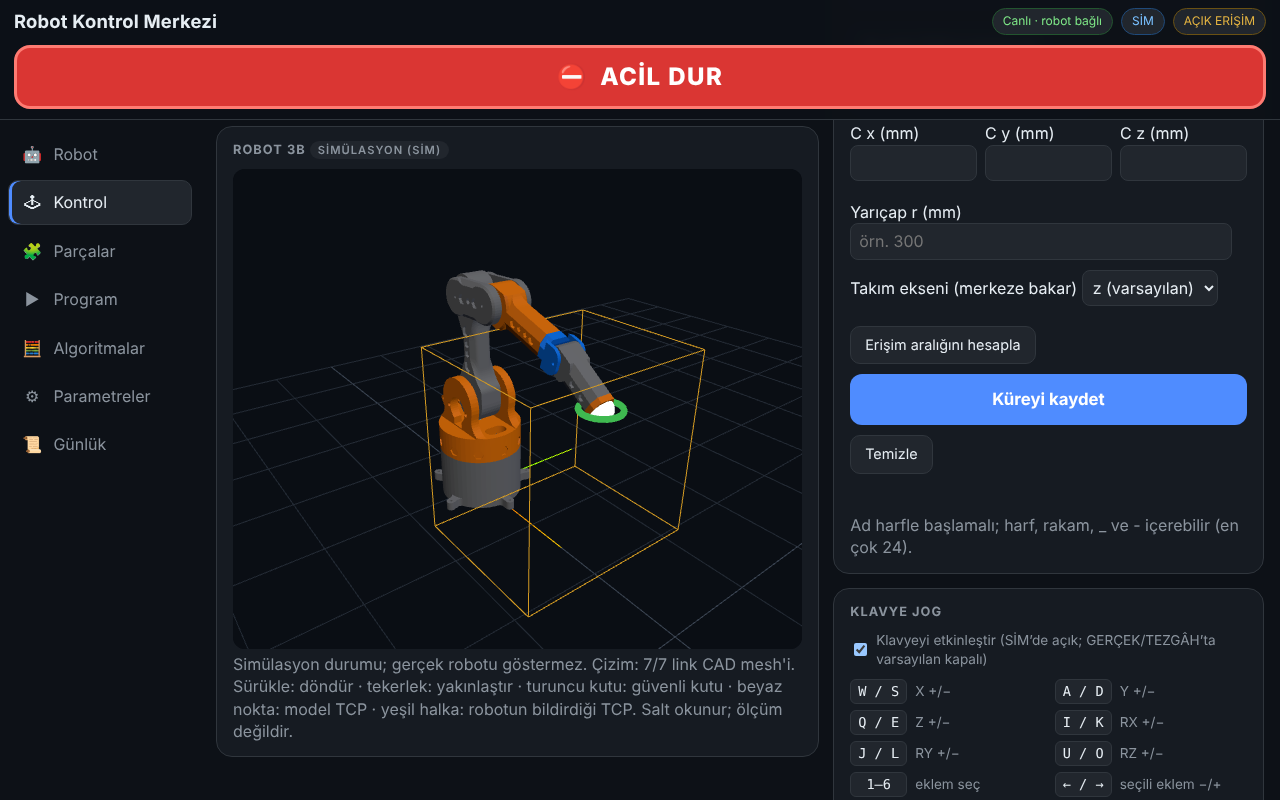 Robot Kontrol Merkezi
Canlı · robot bağlı
SİM
AÇIK ERİŞİM
ACİL DUR
Robot
Kontrol
Parçalar
Program
Algoritmalar
Parametreler
Günlük
ROBOT 3B SİMÜLASYON (SİM)
Simülasyon durumu; gerçek robotu göstermez. Çizim: 7/7 link CAD mesh'i.
Sürükle: döndür · tekerlek: yakınlaştır · turuncu kutu: güvenli kutu · beyaz
nokta: model TCP · yeşil halka: robotun bildirdiği TCP. Salt okunur; ölçüm
değildir.
C x (mm) C y (mm) C z (mm)
Yarıçap r (mm)
örn. 300
Takım ekseni (merkeze bakar) z (varsayılan)
Erişim aralığını hesapla
Küreyi kaydet
Temizle
Ad harfle başlamalı; harf, rakam, _ ve - içerebilir (en
çok 24).
KLAVYE JOG
Klavyeyi etkinleştir (SİM’de açık; GERÇEK/TEZGÂH’ta
varsayılan kapalı)
W / S X +/− A / D Y +/−
Q / E Z +/− I / K RX +/−
J / L RY +/− U / O RZ +/−
1–6 eklem seç ← / → seçili eklem −/+